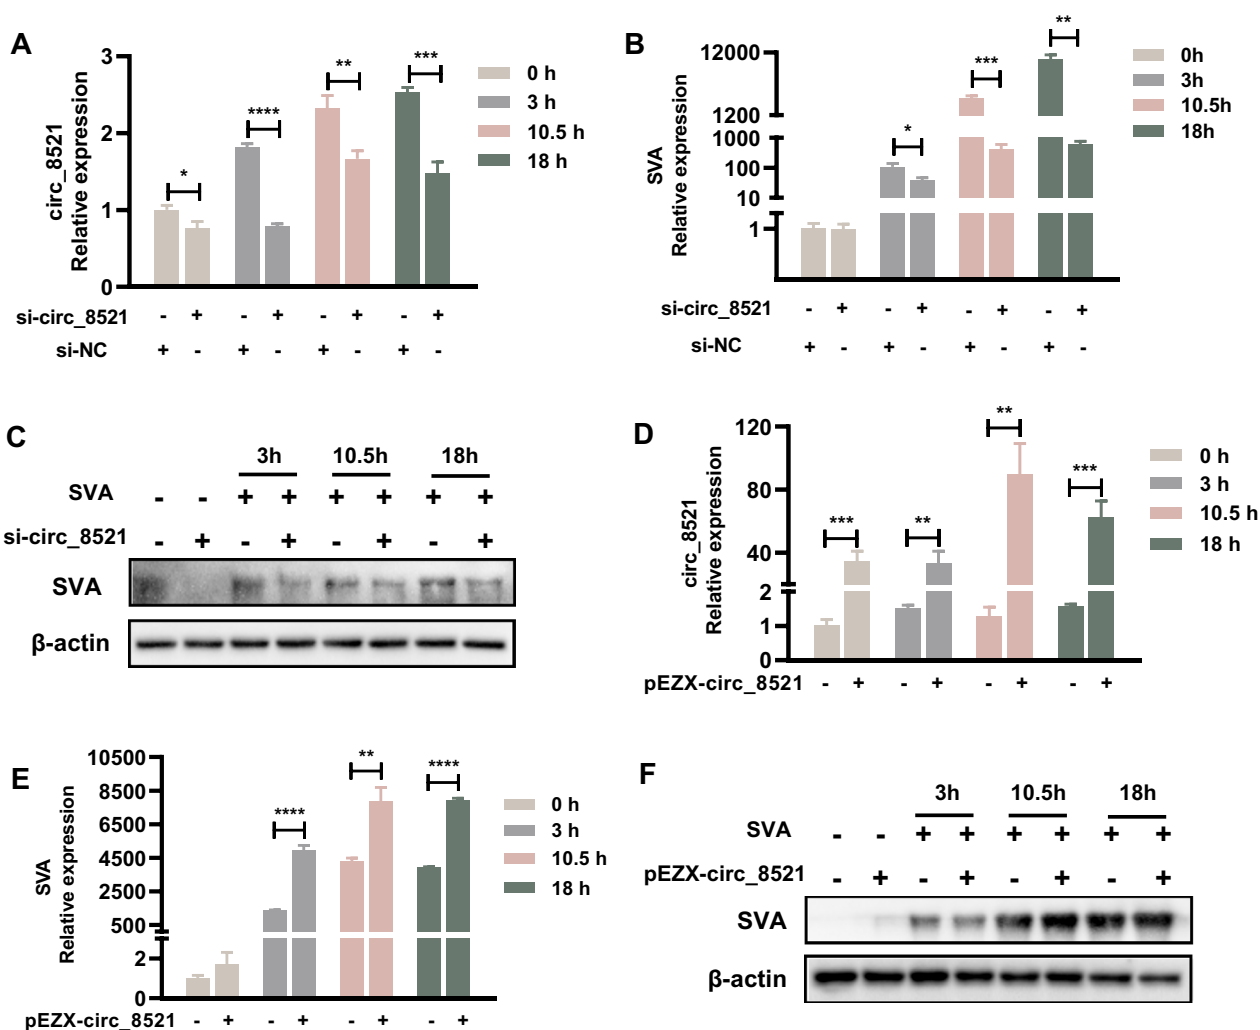 A
3
2
1
0
circ_8521
Relative expression
*
****
**
***
0 h
3 h
10.5 h
18 h
si-circ_8521 - + - + - + - +
si-NC + - + - + - + -
B
12000
1200
1000
100
10
1
SVA
Relative expression
*
***
**
0 h
3h
10.5h
18h
si-circ_8521 - + - + - + - +
si-NC + - + - + - + -
C
3h 10.5h 18h
SVA - - + + + + + +
si-circ_8521 - + - + - + - +
SVA
β-actin
D
120
80
40
2
1
0
circ_8521
Relative expression
***
**
**
***
0 h
3 h
10.5 h
18 h
pEZX-circ_8521 - + - + - + - +
E
10500
8500
6500
4500
2500
500
2
0
SVA
Relative expression
****
**
****
0 h
3 h
10.5 h
18 h
pEZX-circ_8521 - + - + - + - +
F
3h 10.5h 18h
SVA - - + + + + + +
pEZX-circ_8521 - + - + - + - +
SVA
β-actin